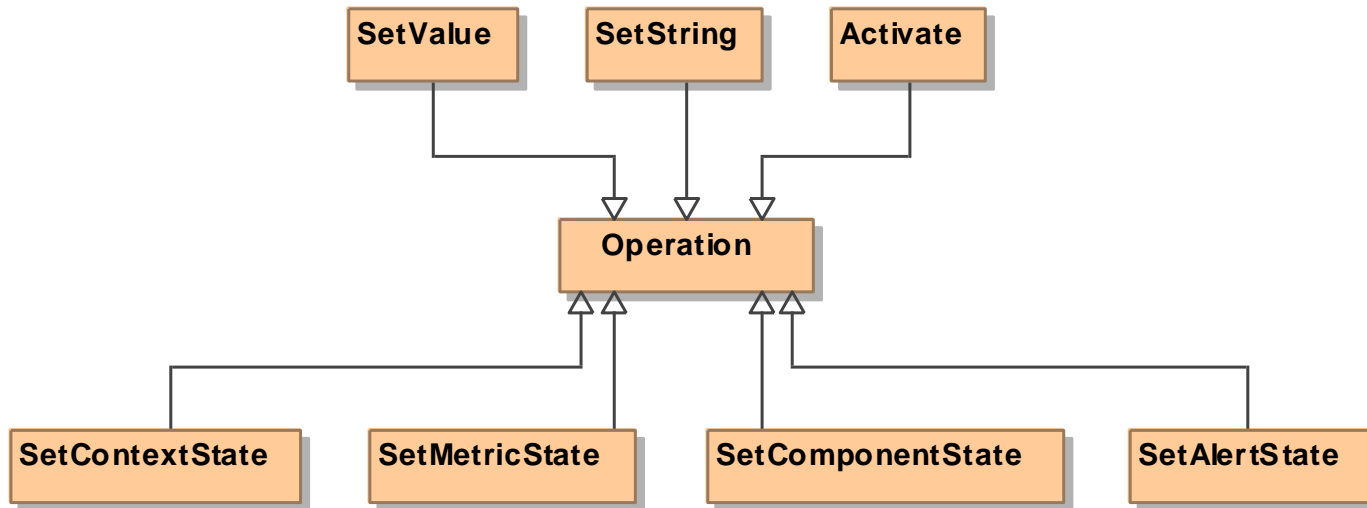 SetValue
SetString
Activate
Operation
SetContextState
SetMetricState
SetComponentState
SetAlertState